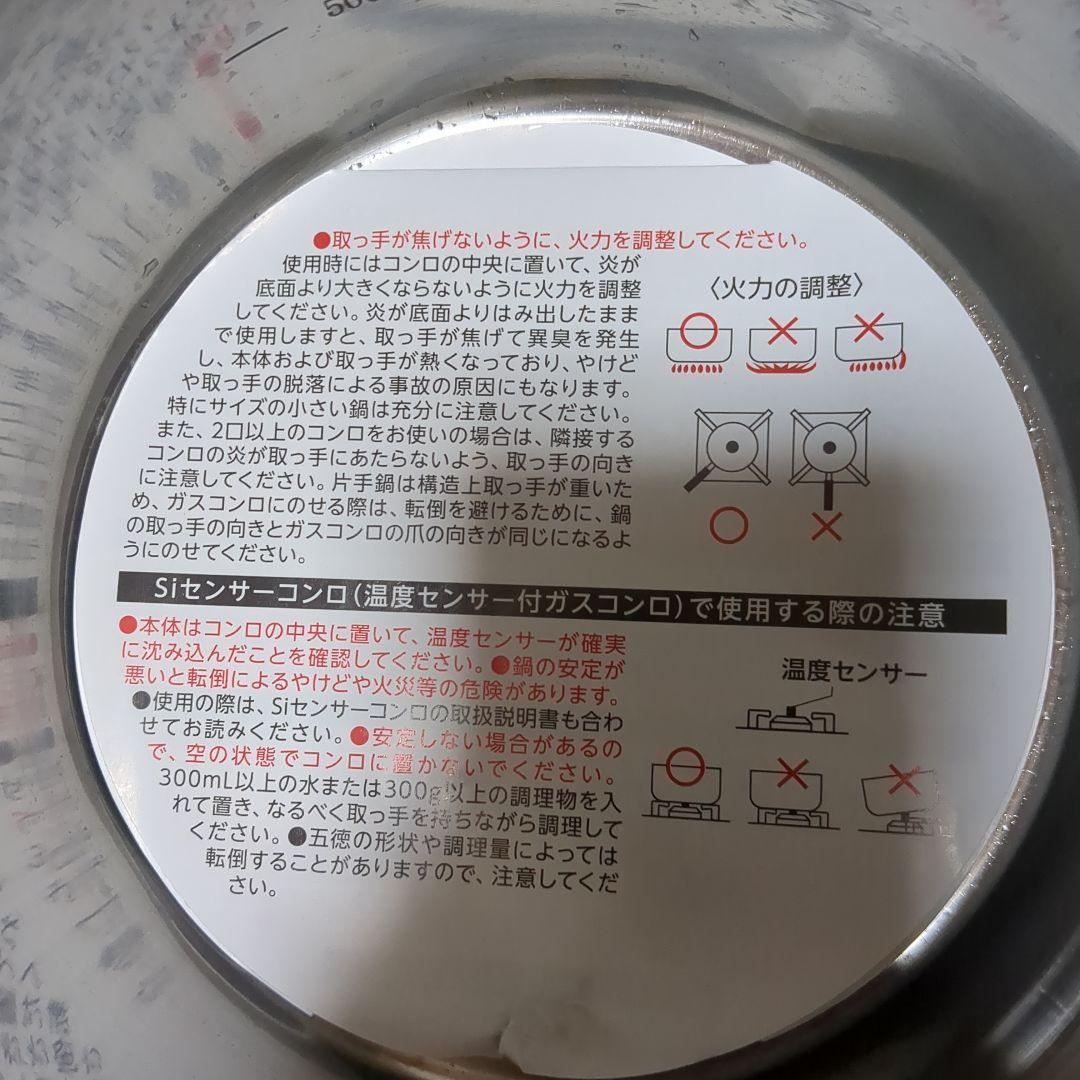 50
●取っ手が焦げないように、火力を調整してください。
使用時にはコンロの中央に置いて、炎が
底面より大きくならないように火力を調整
してください。炎が底面よりはみ出したまま
で使用しますと、取っ手が焦げて異臭を発生
し、本体および取っ手が熱くなっており、やけど
や取っ手の脱落による事故の原因にもなります。
特にサイズの小さい鍋は充分に注意してください。
また、2口以上のコンロをお使いの場合は、隣接する
コンロの炎が取っ手にあたらないよう、取っ手の向き
に注意してください。片手鍋は構造上取っ手が重いた
め、ガスコンロにのせる際は、転倒を避けるために、鍋
の取っ手の向きとガスコンロの爪の向きが同じになるよ
うにのせてください。
〈火力の調整〉
Siセンサーコンロ(温度センサー付ガスコンロ)で使用する際の注意
●本体はコンロの中央に置いて、温度センサーが確実
に沈み込んだことを確認してください。●鍋の安定が
悪いと転倒によるやけどや火災等の危険があります。
●使用の際は、Siセンサーコンロの取扱説明書も合わ
せてお読みください。●安定しない場合があるの
で、空の状態でコンロに置かないでください。
300mL以上の水または300g以上の調理物を入
れて置き、なるべく取っ手を持ちながら調理して
ください。●五徳の形状や調理量によっては
転倒することがありますので、注意してくだ
さい。
温度センサー